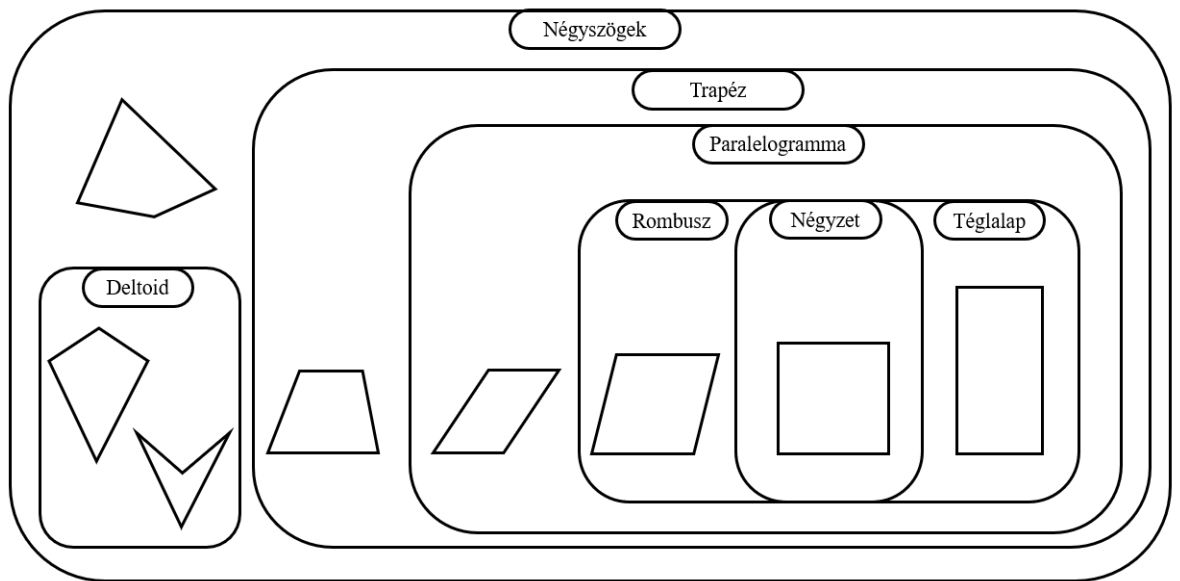 Négyszögek
Trapéz
Paralelogramma
Rombusz
Négyzet
Téglalap
Deltoid